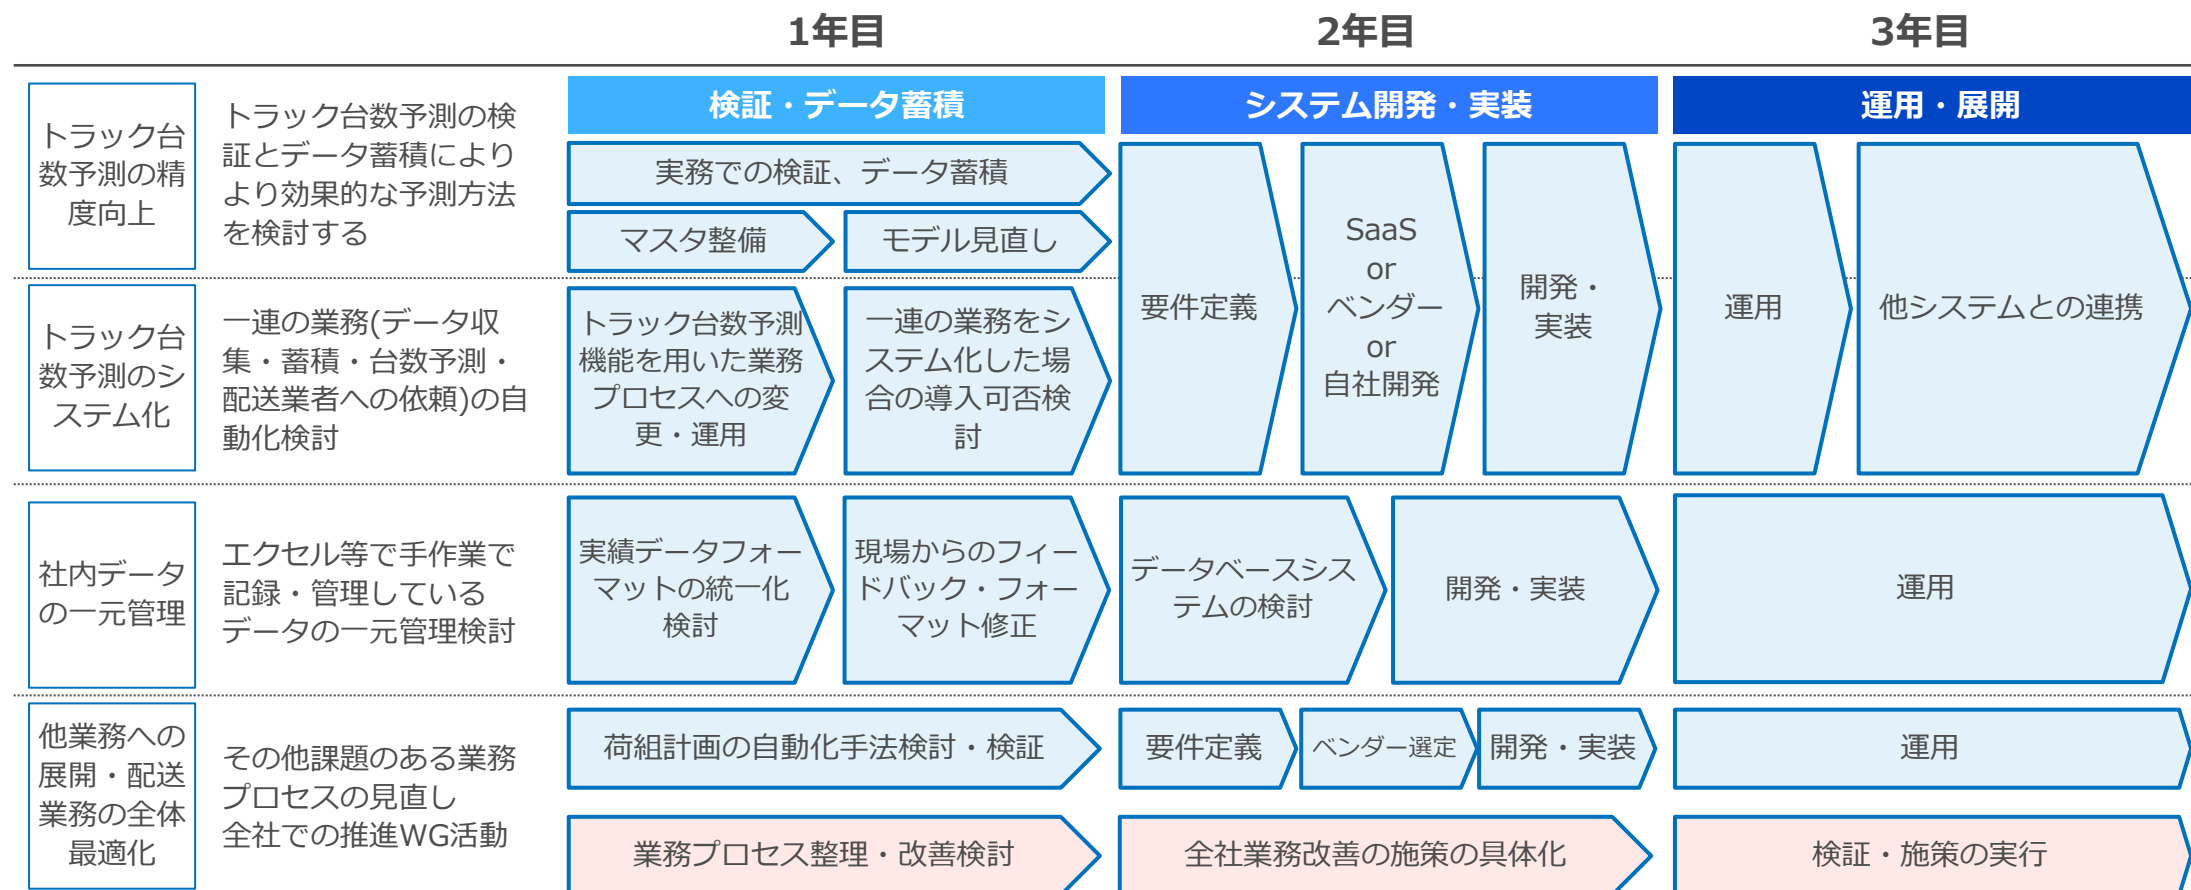 1年目
2年目
3年目
検証・データ蓄積
システム開発・実装
運用・展開
トラック台
数予測の精
度向上
トラック台数予測の検
証とデータ蓄積により
より効果的な予測方法
を検討する
実務での検証、データ蓄積
マスタ整備
モデル見直し
トラック台
数予測のシ
ステム化
一連の業務(データ収
集・蓄積・台数予測・
配送業者への依頼)の自
動化検討
トラック台数予測
機能を用いた業務
プロセスへの変
更・運用
一連の業務をシ
ステム化した場
合の導入可否検
討
要件定義
SaaS
or
ベンダー
or
自社開発
開発・
実装
運用
他システムとの連携
社内データ
の一元管理
エクセル等で手作業で
記録・管理している
データの一元管理検討
実績データフォー
マットの統一化
検討
現場からのフィー
ドバック・フォー
マット修正
データベースシス
テムの検討
開発・実装
運用
他業務への
展開・配送
業務の全体
最適化
その他課題のある業務
プロセスの見直し
全社での推進WG活動
荷組計画の自動化手法検討・検証
要件定義
ベンダー選定
開発・実装
運用
業務プロセス整理・改善検討
全社業務改善の施策の具体化
検証・施策の実行